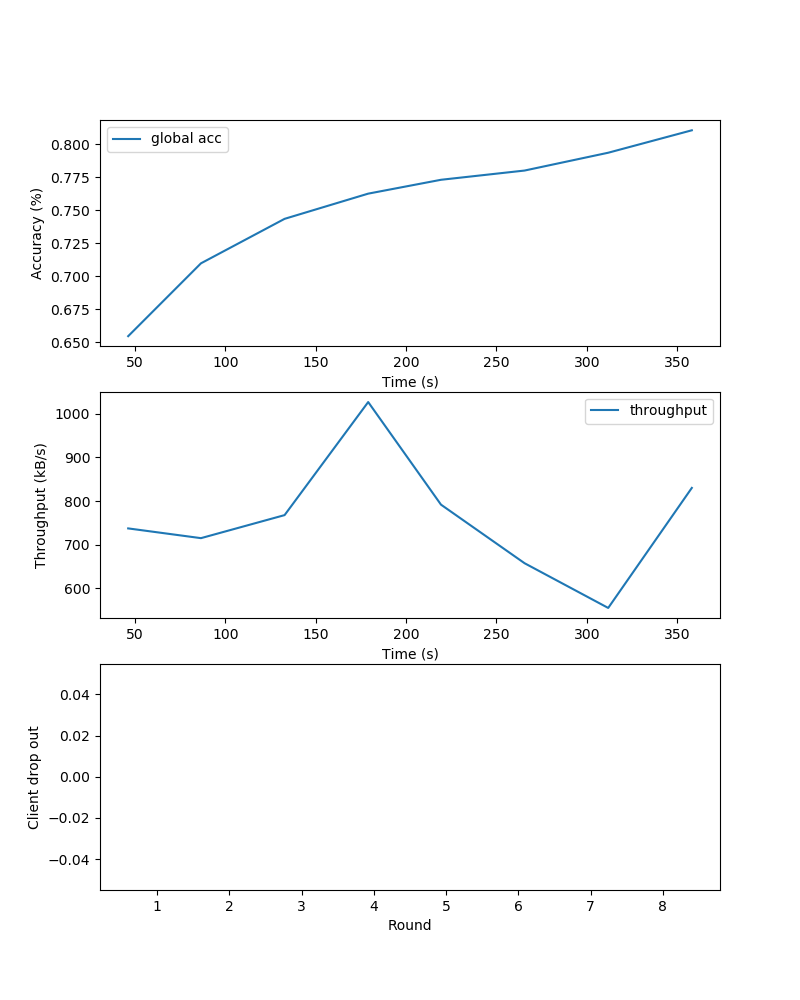 global acc
0.800
0.775
0.750
0.725
0.700
0.675
0.650
Accuracy (%)
50 100 150 200 250 300 350
Time (s)
throughput
1000
900
800
700
600
Throughput (kB/s)
50 100 150 200 250 300 350
Time (s)
0.04
0.02
0.00
−0.02
−0.04
Client drop out
1 2 3 4 5 6 7 8
Round